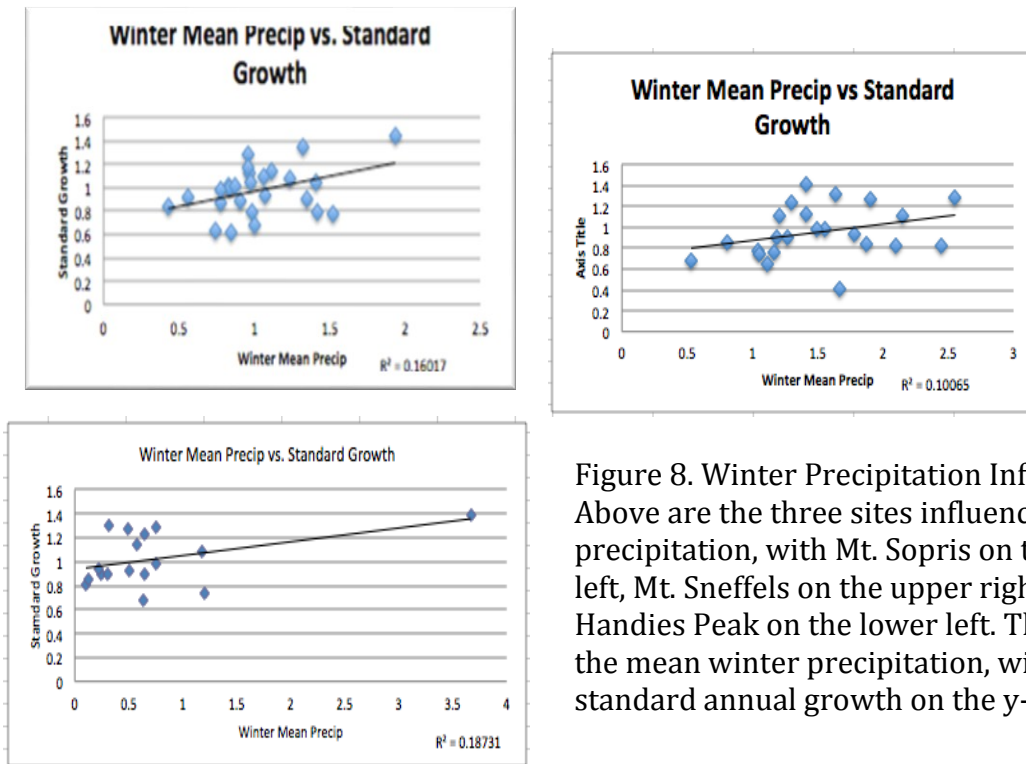 Winter Mean Precip vs. Standard
Growth
1.6
1.4
1.2
1
0.8
0.6
0.4
0.2
0
Standard Growth
0 0.5 1 1.5 2 2.5
Winter Mean Precip
R² = 0.16017
Winter Mean Precip vs Standard
Growth
1.6
1.4
1.2
1
0.8
0.6
0.4
0.2
0
Axis Title
0 0.5 1 1.5 2 2.5 3
Winter Mean Precip
R² = 0.10065
Winter Mean Precip vs. Standard Growth
1.6
1.4
1.2
1
0.8
0.6
0.4
0.2
0
Stamdard Growth
0 0.5 1 1.5 2 2.5 3 3.5 4
Winter Mean Precip
R² = 0.18731
Figure 8. Winter Precipitation Inf
Above are the three sites influenc
precipitation, with Mt. Sopris on t
left, Mt. Sneffels on the upper righ
Handies Peak on the lower left. Th
the mean winter precipitation, wi
standard annual growth on the y-